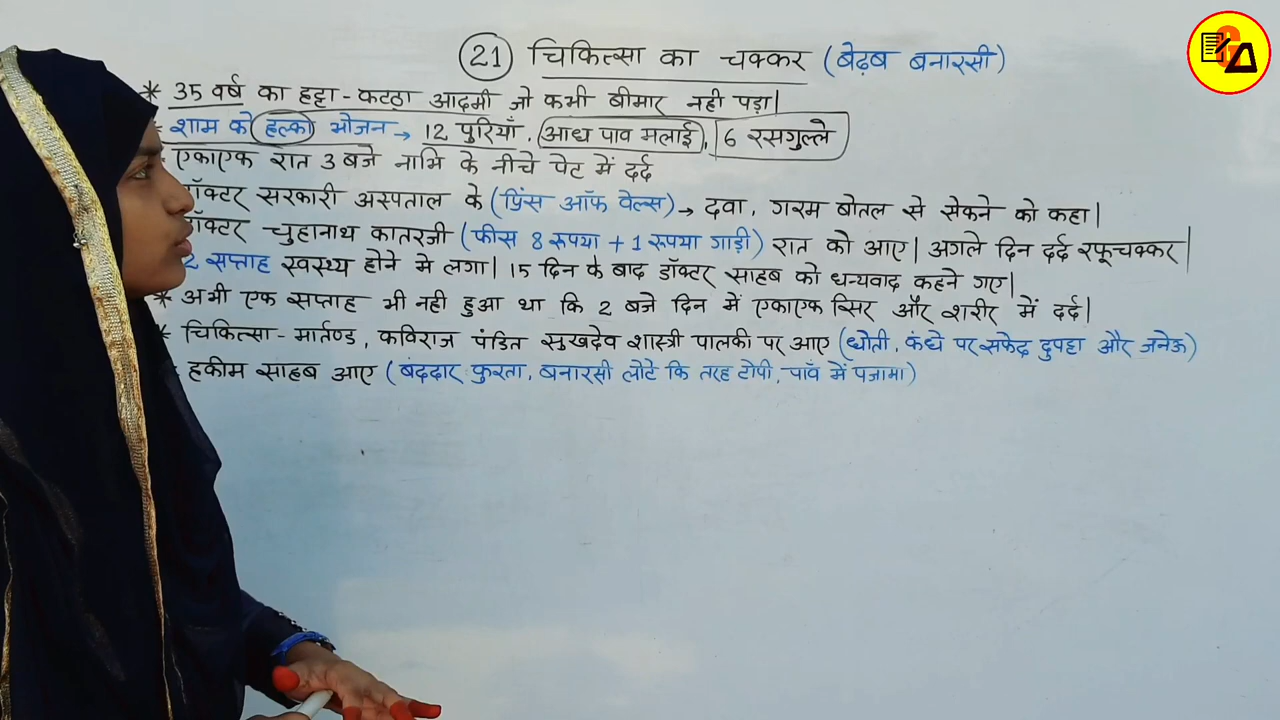 21 चिकित्सा का चक्कर (बेढ़ब बनारसी)
* 35 वर्ष का हट्टा-कटठा आदमी जो कभी बीमार नही पड़ा|
* शाम को हल्का भोजन → 12 पुरियाँ, आध पाव मलाई, 6 रसगुल्ले
एकाएक रात 3 बजे नाभि के नीचे पेट में दर्द
सरकारी अस्पताल के (प्रिंस ऑफ वेल्स) → दवा, गरम बोतल से सेकने को कहा|
चुहानाथ कातरजी (फीस 8 रूपया + 1 रूपया गाड़ी) रात को आए| अगले दिन दर्द रफूचक्कर|
2 सप्ताह स्वस्थ्य होने मे लगा| 15 दिन के बाद डॉक्टर साहब को धन्यवाद कहने गए|
* अभी एक सप्ताह भी नही हुआ था कि 2 बजे दिन में एकाएक सिर और शरीर में दर्द|
* चिकित्सा-मार्तण्ड, कविराज पंडित सुखदेव शास्त्री पालकी पर आए (धोती, कंधे पर सफेद दुपट्टा और जनेऊ)
* हकीम साहब आए (बंददार कुरता, बनारसी लोटे कि तरह टोपी, पाँव में पजामा)